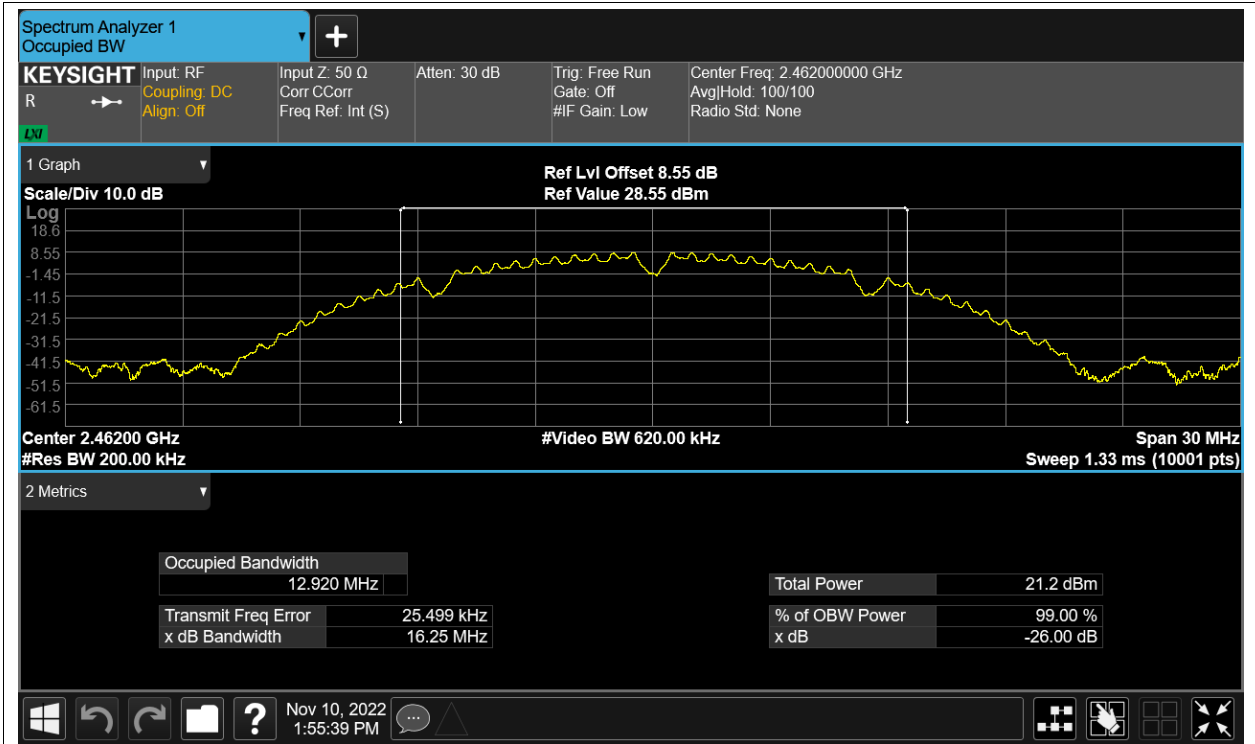 Spectrum Analyzer 1
Occupied BW
KEYSIGHT
R
LXI
Input: RF
Coupling: DC
Align: Off
Input Z: 50 Ω
Corr CCorr
Freq Ref: Int (S)
Atten: 30 dB
Trig: Free Run
Gate: Off
#IF Gain: Low
Center Freq: 2.462000000 GHz
Avg|Hold: 100/100
Radio Std: None
1 Graph
Scale/Div 10.0 dB
Ref Lvl Offset 8.55 dB
Ref Value 28.55 dBm
Log
18.6
8.55
-1.45
-11.5
-21.5
-31.5
-41.5
-51.5
-61.5
Center 2.46200 GHz
#Video BW 620.00 kHz
Span 30 MHz
#Res BW 200.00 kHz
Sweep 1.33 ms (10001 pts)
2 Metrics
Occupied Bandwidth
12.920 MHz
Transmit Freq Error 25.499 kHz
x dB Bandwidth 16.25 MHz
Total Power 21.2 dBm
% of OBW Power 99.00 %
x dB -26.00 dB
?
Nov 10, 2022
1:55:39 PM